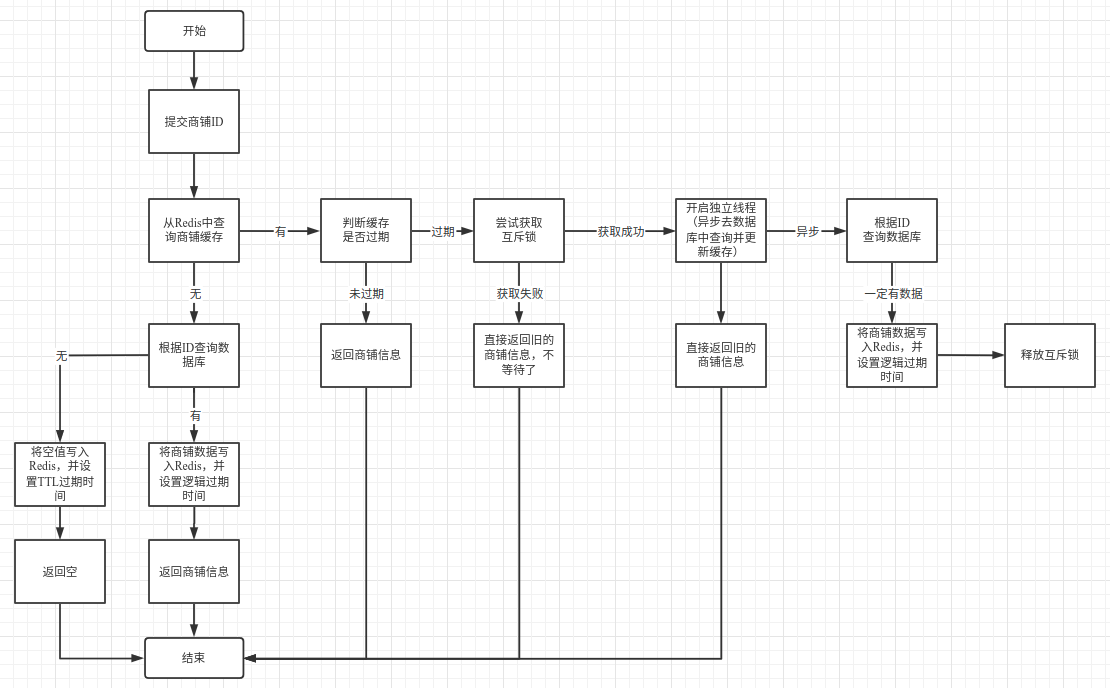 开始
提交商铺ID
从Redis中查
询商铺缓存
有
判断缓存
是否过期
过期
尝试获取
互斥锁
获取成功
开启独立线程
（异步去数据
库中查询并更
新缓存）
异步
根据ID
查询数据库
无
未过期
获取失败
一定有数据
无
根据ID查询数
据库
返回商铺信息
直接返回旧的
商铺信息，不
等待了
直接返回旧的
商铺信息
将商铺数据写
入Redis，并
设置逻辑过期
时间
释放互斥锁
有
将空值写入
Redis，并设
置TTL过期时
间
将商铺数据写
入Redis，并
设置逻辑过期
时间
返回空
返回商铺信息
结束